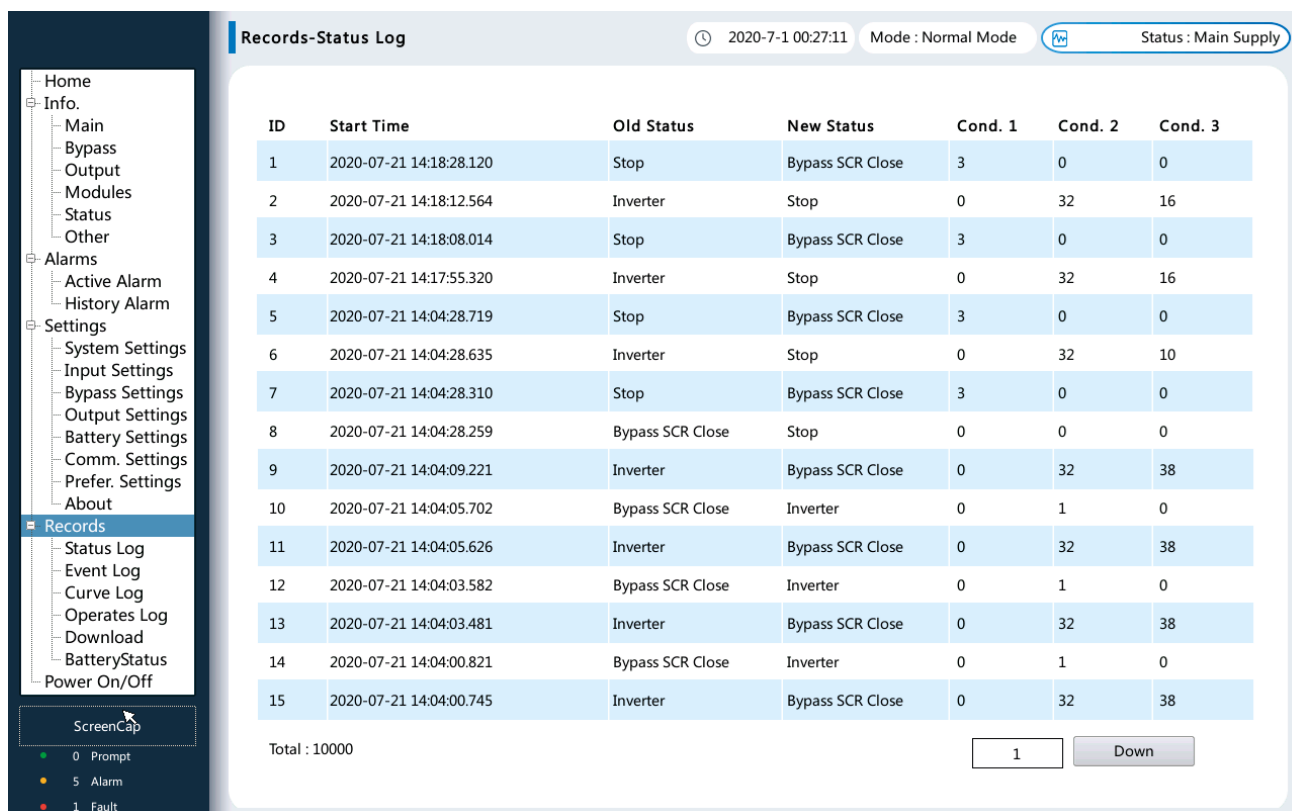 Records-Status Log
2020-7-1 00:27:11
Mode : Normal Mode
Status : Main Supply
Home
Info.
Main
Bypass
Output
Modules
Status
Other
Alarms
Active Alarm
History Alarm
Settings
System Settings
Input Settings
Bypass Settings
Output Settings
Battery Settings
Comm. Settings
Prefer. Settings
About
Records
Status Log
Event Log
Curve Log
Operates Log
Download
BatteryStatus
Power On/Off
ScreenCap
0 Prompt
5 Alarm
1 Fault
ID Start Time Old Status New Status Cond. 1 Cond. 2 Cond. 3
1 2020-07-21 14:18:28.120 Stop Bypass SCR Close 3 0 0
2 2020-07-21 14:18:12.564 Inverter Stop 0 32 16
3 2020-07-21 14:18:08.014 Stop Bypass SCR Close 3 0 0
4 2020-07-21 14:17:55.320 Inverter Stop 0 32 16
5 2020-07-21 14:04:28.719 Stop Bypass SCR Close 3 0 0
6 2020-07-21 14:04:28.635 Inverter Stop 0 32 10
7 2020-07-21 14:04:28.310 Stop Bypass SCR Close 3 0 0
8 2020-07-21 14:04:28.259 Bypass SCR Close Stop 0 0 0
9 2020-07-21 14:04:09.221 Inverter Bypass SCR Close 0 32 38
10 2020-07-21 14:04:05.702 Bypass SCR Close Inverter 0 1 0
11 2020-07-21 14:04:05.626 Inverter Bypass SCR Close 0 32 38
12 2020-07-21 14:04:03.582 Bypass SCR Close Inverter 0 1 0
13 2020-07-21 14:04:03.481 Inverter Bypass SCR Close 0 32 38
14 2020-07-21 14:04:00.821 Bypass SCR Close Inverter 0 1 0
15 2020-07-21 14:04:00.745 Inverter Bypass SCR Close 0 32 38
Total : 10000
1
Down